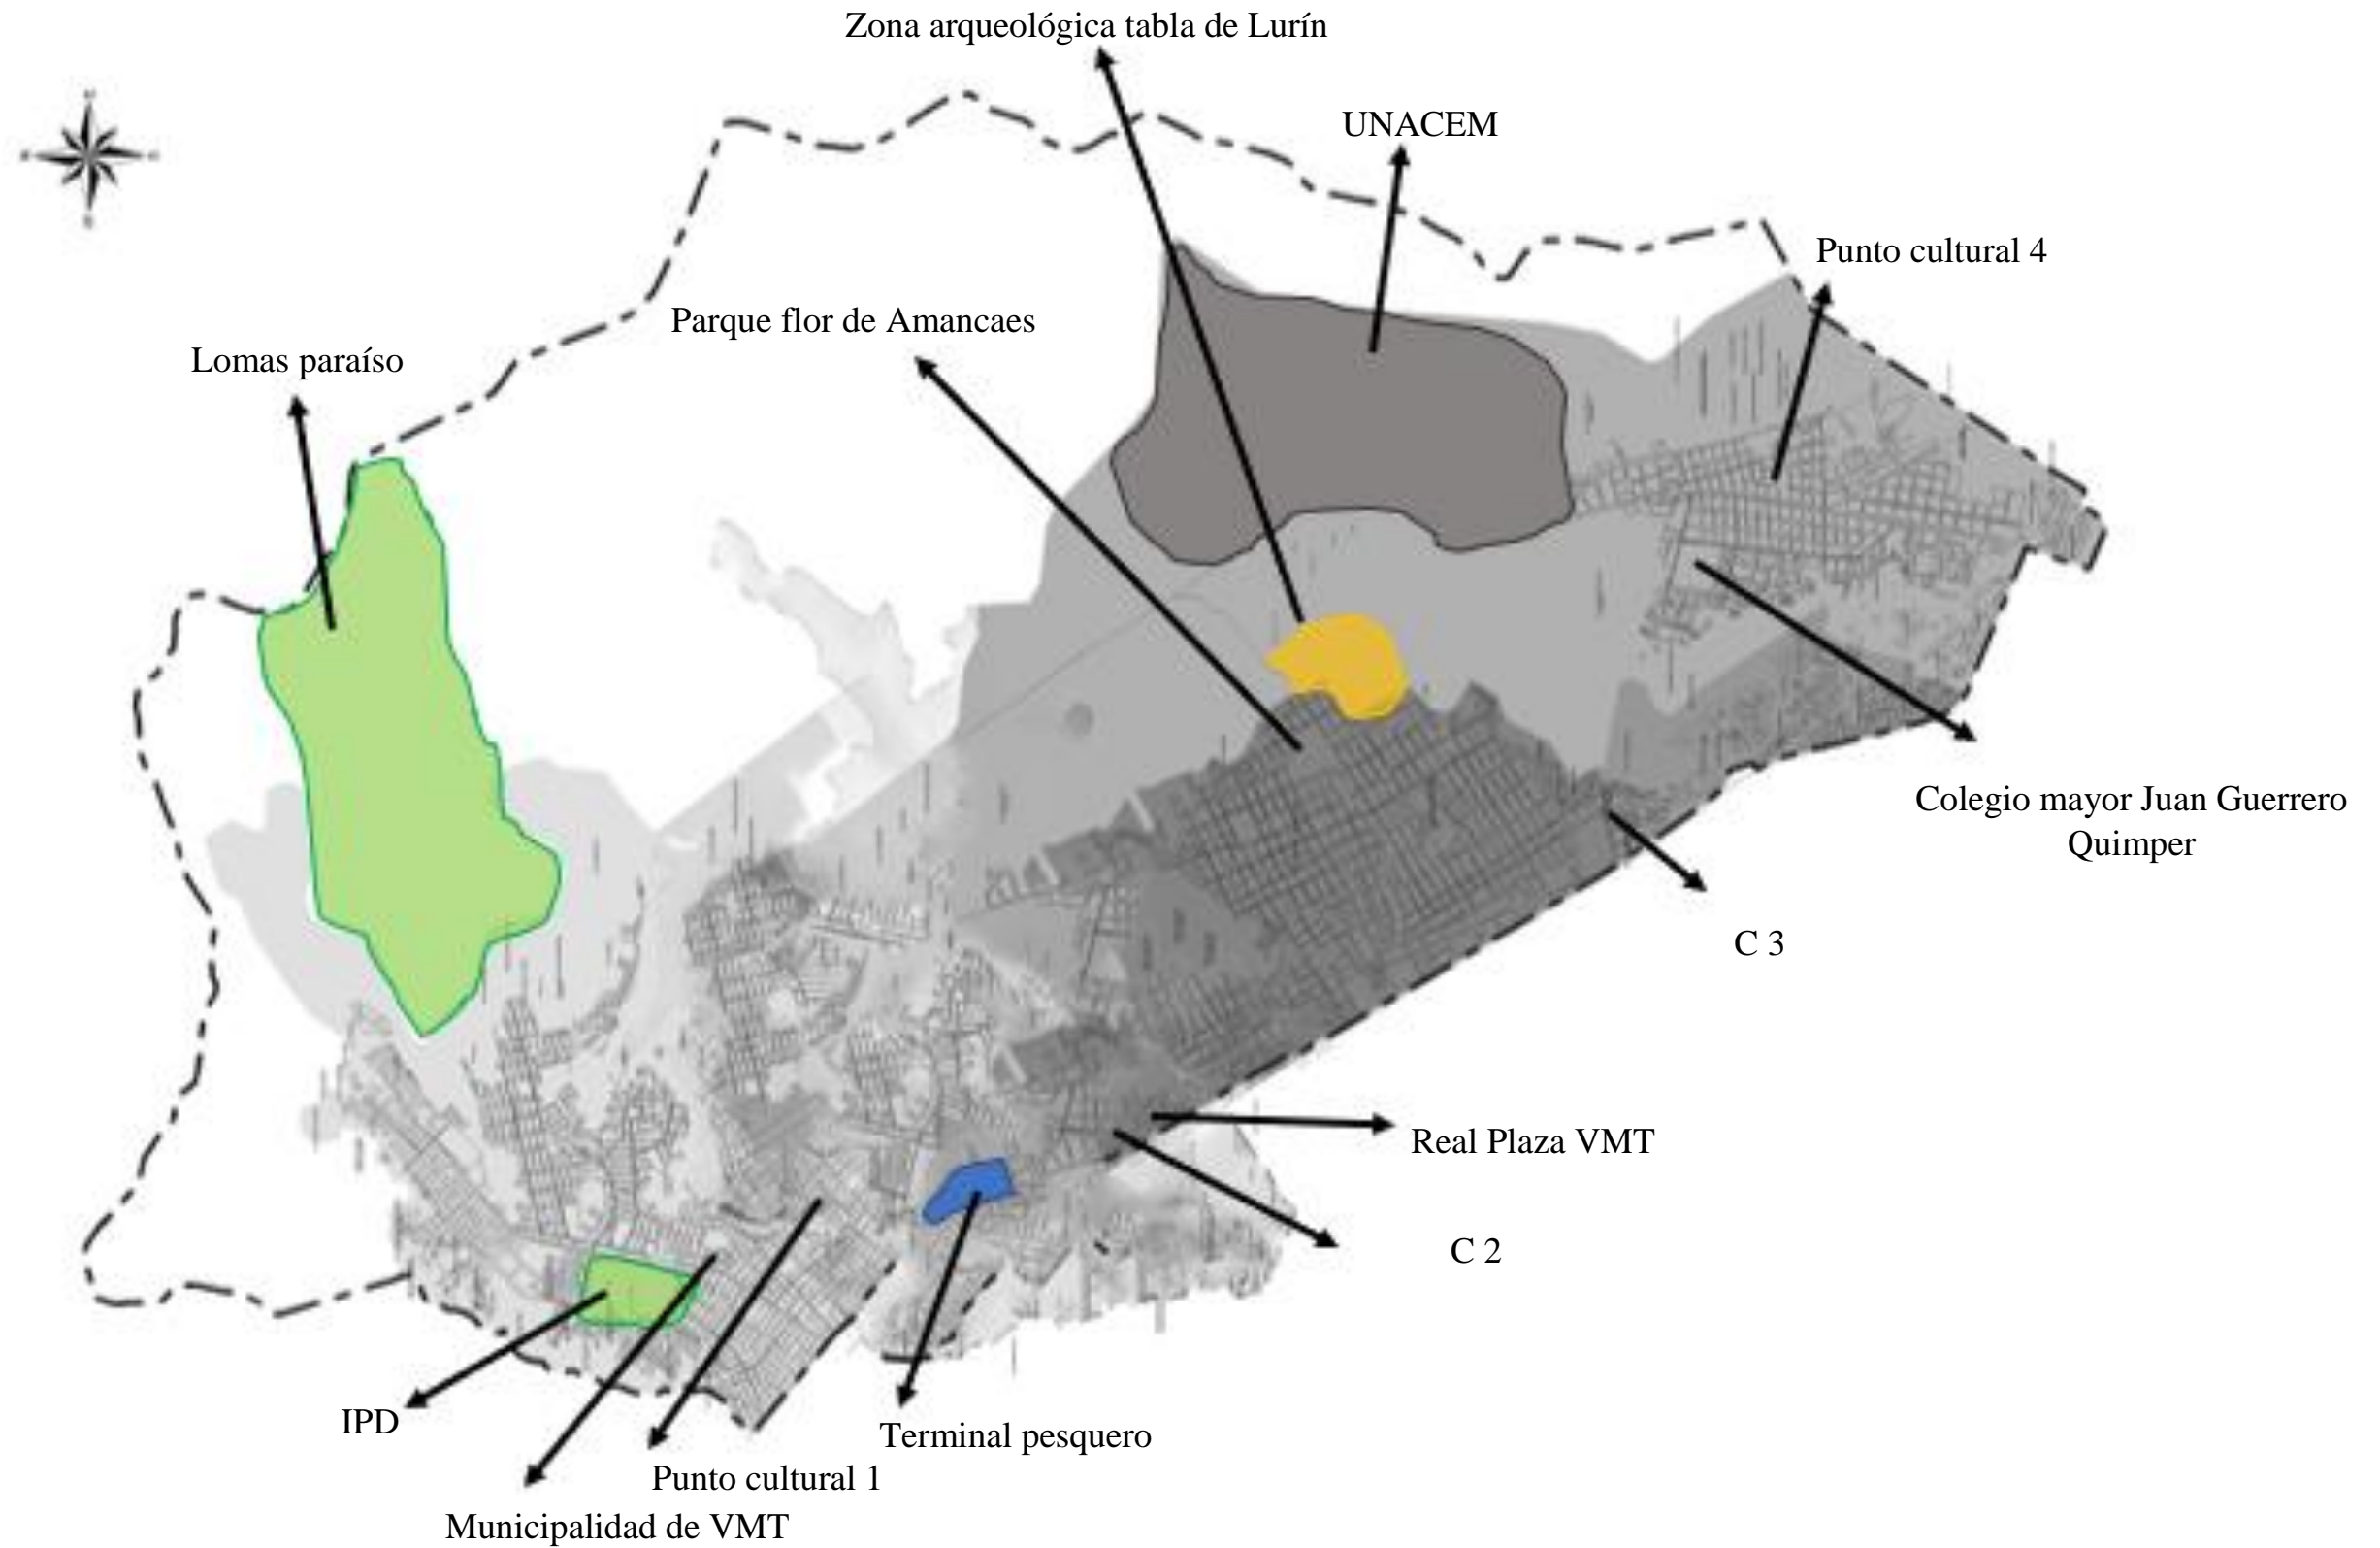 Zona arqueológica tabla de Lurín
UNACEM
Punto cultural 4
Parque flor de Amancaes
Lomas paraíso
Colegio mayor Juan Guerrero
Quimper
C 3
Real Plaza VMT
C 2
IPD
Terminal pesquero
Punto cultural 1
Municipalidad de VMT